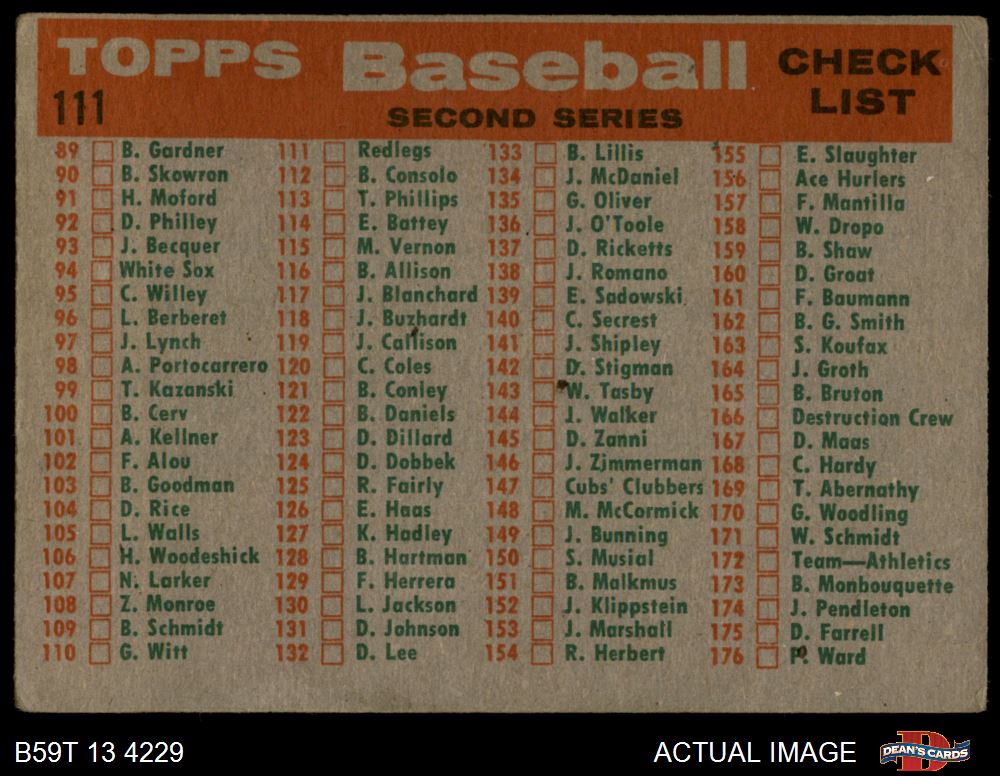 TOPPS Baseball CHECK LIST
111
SECOND SERIES
89 B. Gardner
90 B. Skowron
91 H. Moford
92 D. Philley
93 J. Becquer
94 White Sox
95 C. Willey
96 L. Berberet
97 J. Lynch
98 A. Portocarrero
99 T. Kazanski
100 B. Cerv
101 A. Kellner
102 F. Alou
103 B. Goodman
104 D. Rice
105 L. Walls
106 H. Woodeshick
107 N. Larker
108 Z. Monroe
109 B. Schmidt
110 G. Witt
111 Redlegs
112 B. Consolo
113 T. Phillips
114 E. Battey
115 M. Vernon
116 B. Allison
117 J. Blanchard
118 J. Buzhardt
119 J. Callison
120 C. Coles
121 B. Conley
122 B. Daniels
123 D. Dillard
124 D. Dobbek
125 R. Fairly
126 E. Haas
127 K. Hadley
128 B. Hartman
129 F. Herrera
130 L. Jackson
131 D. Johnson
132 D. Lee
133 B. Lillis
134 J. McDaniel
135 G. Oliver
136 J. O'Toole
137 D. Ricketts
138 J. Romano
139 E. Sadowski
140 C. Secrest
141 J. Shipley
142 D. Stigman
143 W. Tasby
144 J. Walker
145 D. Zanni
146 J. Zimmerman
147 Cubs' Clubbers
148 M. McCormick
149 J. Bunning
150 S. Musial
151 B. Malkmus
152 J. Klippstein
153 J. Marshall
154 R. Herbert
155 E. Slaughter
156 Ace Hurlers
157 F. Mantilla
158 W. Dropo
159 B. Shaw
160 D. Groat
161 F. Baumann
162 B. G. Smith
163 S. Koufax
164 J. Groth
165 B. Bruton
166 Destruction Crew
167 D. Maas
168 C. Hardy
169 T. Abernathy
170 G. Woodling
171 W. Schmidt
172 Team—Athletics
173 B. Monbouquette
174 J. Pendleton
175 D. Farrell
176 P. Ward
B59T 13 4229
ACTUAL IMAGE
DEAN'S CARDS